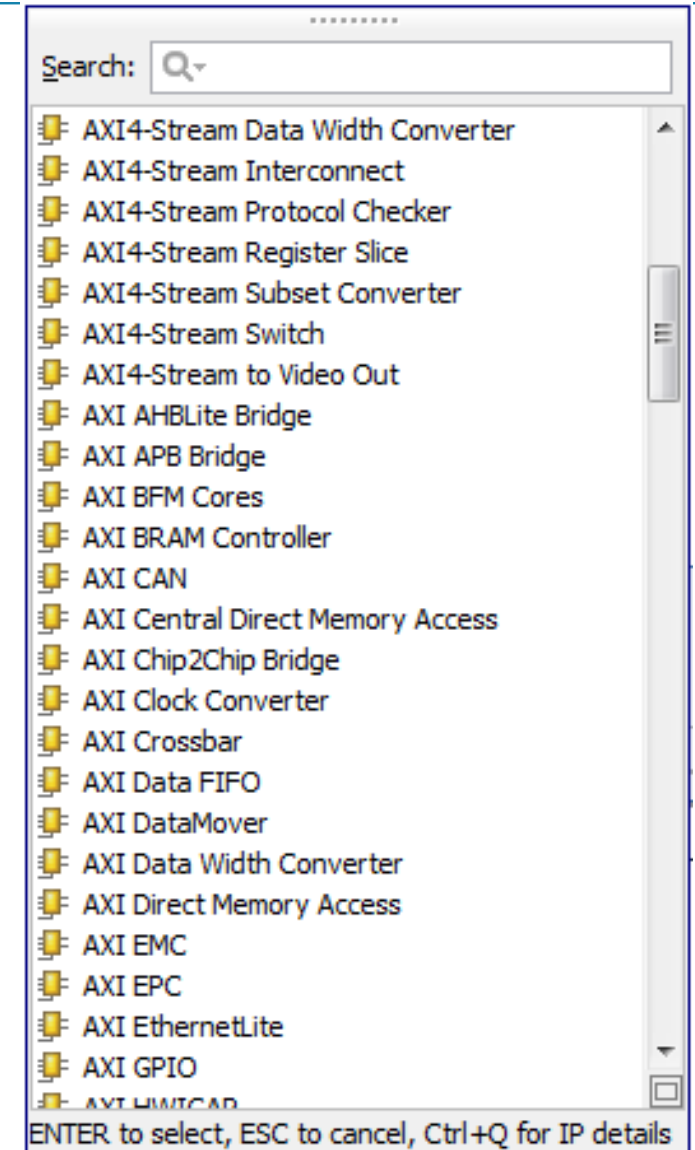 Search:
AXI4-Stream Data Width Converter
AXI4-Stream Interconnect
AXI4-Stream Protocol Checker
AXI4-Stream Register Slice
AXI4-Stream Subset Converter
AXI4-Stream Switch
AXI4-Stream to Video Out
AXI AHBLite Bridge
AXI APB Bridge
AXI BFM Cores
AXI BRAM Controller
AXI CAN
AXI Central Direct Memory Access
AXI Chip2Chip Bridge
AXI Clock Converter
AXI Crossbar
AXI Data FIFO
AXI DataMover
AXI Data Width Converter
AXI Direct Memory Access
AXI EMC
AXI EPC
AXI EthernetLite
AXI GPIO
AXI HWICAP
ENTER to select, ESC to cancel, Ctrl+Q for IP details